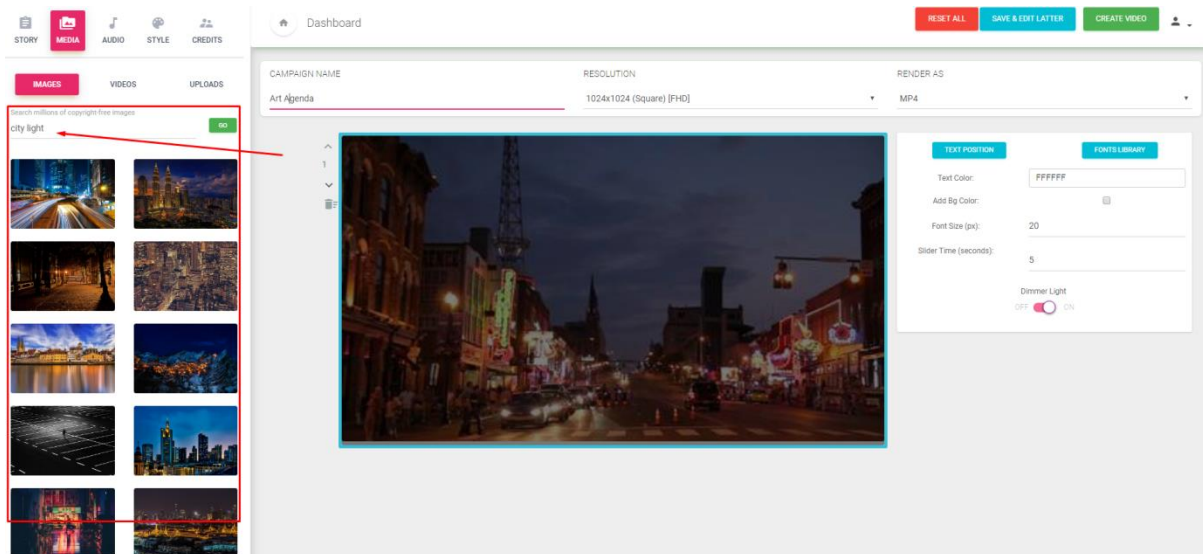 STORY
MEDIA
AUDIO
STYLE
CREDITS
Dashboard
RESET ALL
SAVE & EDIT LATTER
CREATE VIDEO
IMAGES
VIDEOS
UPLOADS
Search millions of copyright-free images
city light
GO
CAMPAIGN NAME
RESOLUTION
RENDER AS
Art Agenda
1024x1024 (Square) [FHD]
MP4
1
TEXT POSITION
FONTS LIBRARY
Text Color:
FFFFFF
Add Bg Color:
Font Size (px):
20
Slider Time (seconds):
5
Dimmer Light
OFF
ON